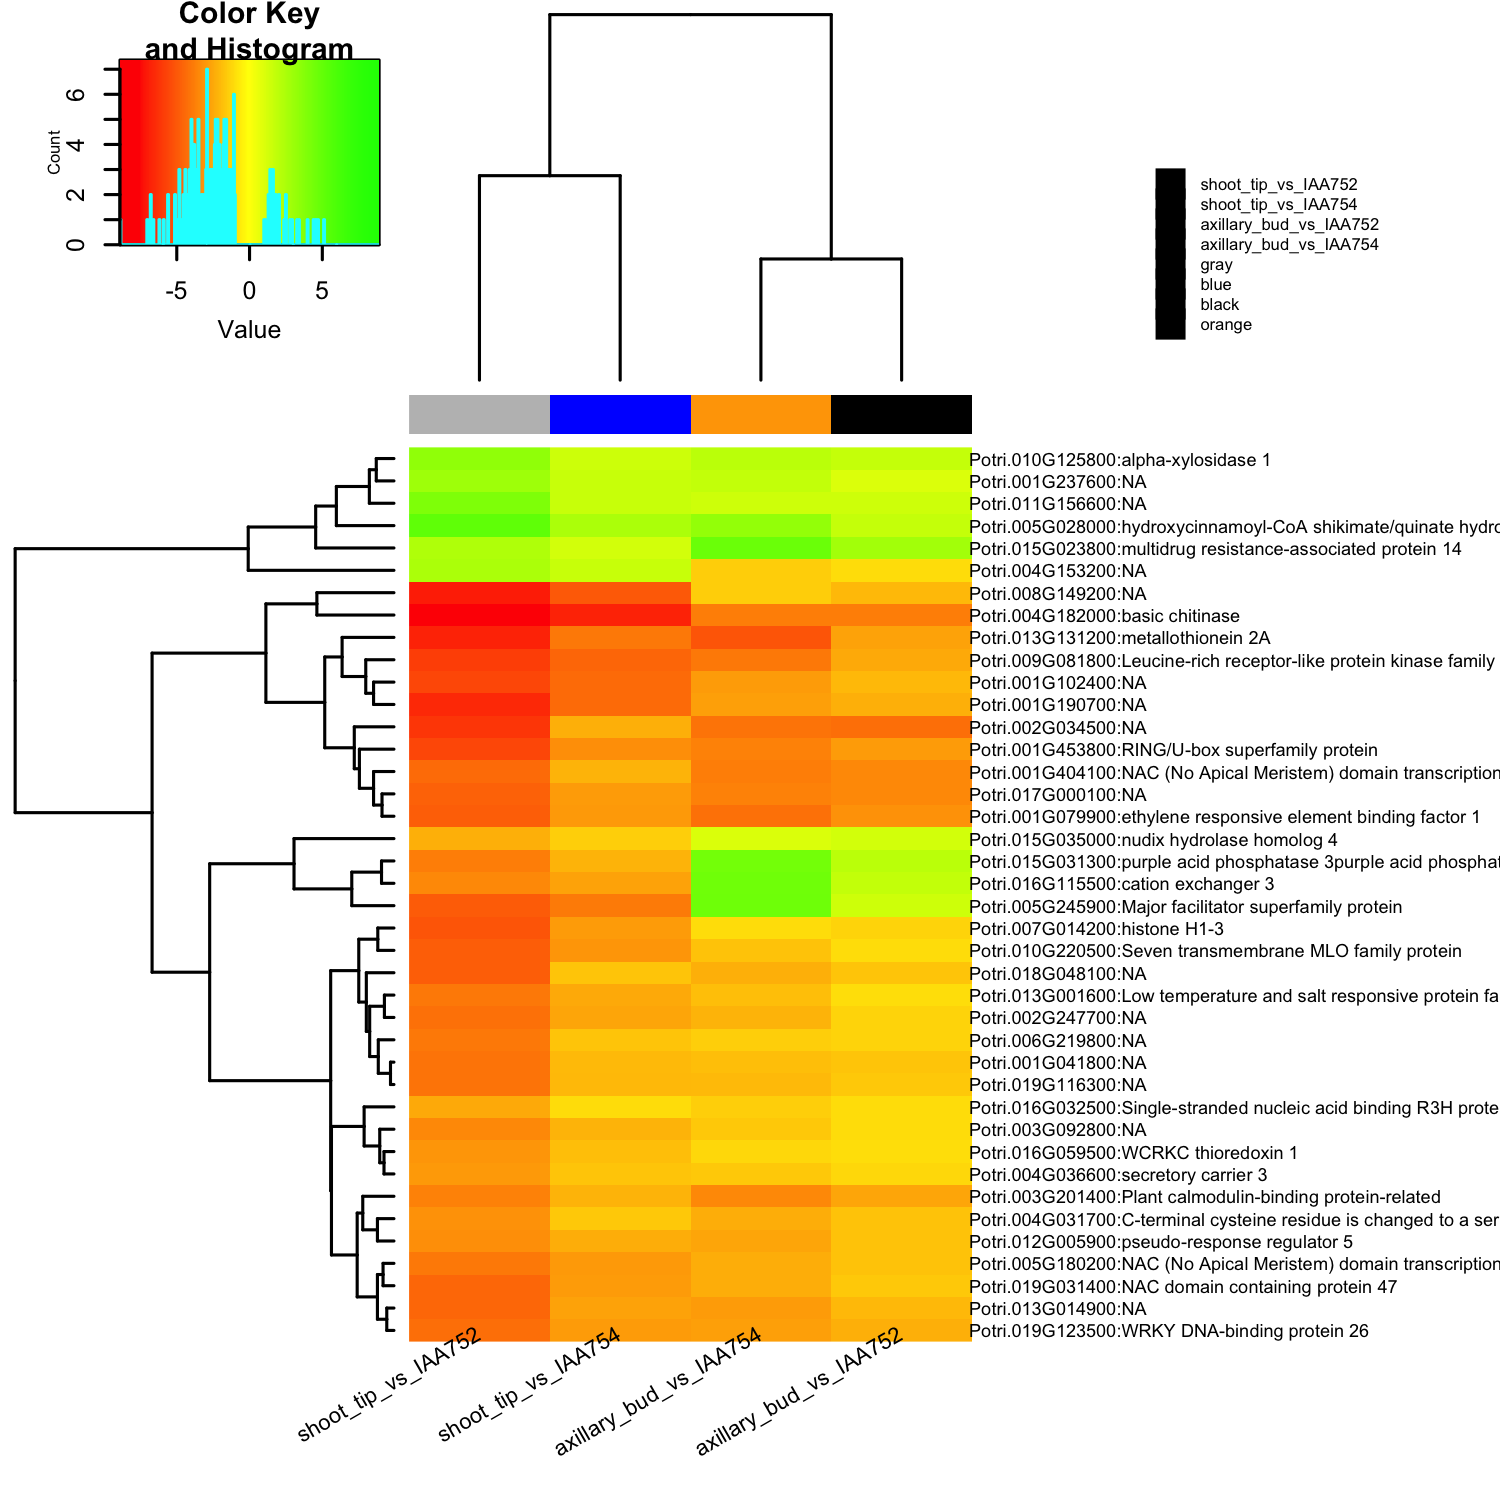 Color Key
and Histogram
Count
0 2 4 6
-5 0 5
Value
shoot_tip_vs_IAA752
shoot_tip_vs_IAA754
axillary_bud_vs_IAA752
axillary_bud_vs_IAA754
gray
blue
black
orange
Potri.010G125800:alpha-xylosidase 1
Potri.001G237600:NA
Potri.011G156600:NA
Potri.005G028000:hydroxycinnamoyl-CoA shikimate/quinate hydro
Potri.015G023800:multidrug resistance-associated protein 14
Potri.004G153200:NA
Potri.008G149200:NA
Potri.004G182000:basic chitinase
Potri.013G131200:metallothionein 2A
Potri.009G081800:Leucine-rich receptor-like protein kinase family
Potri.001G102400:NA
Potri.001G190700:NA
Potri.002G034500:NA
Potri.001G453800:RING/U-box superfamily protein
Potri.001G404100:NAC (No Apical Meristem) domain transcription
Potri.017G000100:NA
Potri.001G079900:ethylene responsive element binding factor 1
Potri.015G035000:nudix hydrolase homolog 4
Potri.015G031300:purple acid phosphatase 3purple acid phosphat
Potri.016G115500:cation exchanger 3
Potri.005G245900:Major facilitator superfamily protein
Potri.007G014200:histone H1-3
Potri.010G220500:Seven transmembrane MLO family protein
Potri.018G048100:NA
Potri.013G001600:Low temperature and salt responsive protein fa
Potri.002G247700:NA
Potri.006G219800:NA
Potri.001G041800:NA
Potri.019G116300:NA
Potri.016G032500:Single-stranded nucleic acid binding R3H prote
Potri.003G092800:NA
Potri.016G059500:WCRKC thioredoxin 1
Potri.004G036600:secretory carrier 3
Potri.003G201400:Plant calmodulin-binding protein-related
Potri.004G031700:C-terminal cysteine residue is changed to a ser
Potri.012G005900:pseudo-response regulator 5
Potri.005G180200:NAC (No Apical Meristem) domain transcription
Potri.019G031400:NAC domain containing protein 47
Potri.013G014900:NA
Potri.019G123500:WRKY DNA-binding protein 26
shoot_tip_vs_IAA752
shoot_tip_vs_IAA754
axillary_bud_vs_IAA754
axillary_bud_vs_IAA752